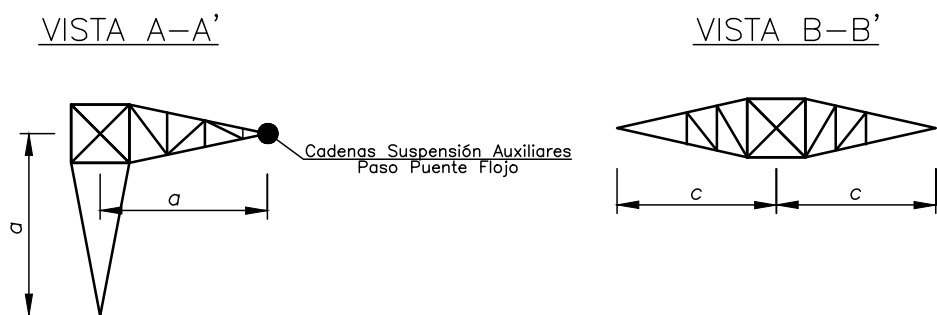 VISTA A-A'
VISTA B-B'
Cadenas Suspensión Auxiliares
Paso Puente Flojo
a
a
c
c